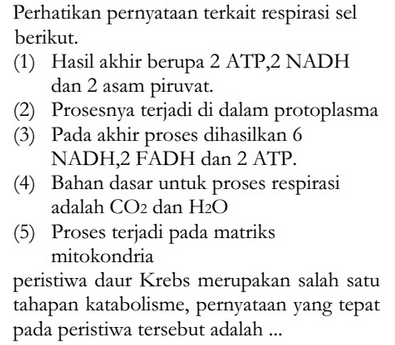 Perhatikan pernyataan terkait respirasi sel
berikut.
(1) Hasil akhir berupa 2 ATP,2 NADH
dan 2 asam piruvat.
(2) Prosesnya terjadi di dalam protoplasma
(3) Pada akhir proses dihasilkan 6
NADH,2 FADH dan 2 ATP.
(4) Bahan dasar untuk proses respirasi
adalah CO2 dan H2O
(5) Proses terjadi pada matriks
mitokondria
peristiwa daur Krebs merupakan salah satu
tahapan katabolisme, pernyataan yang tepat
pada peristiwa tersebut adalah ...